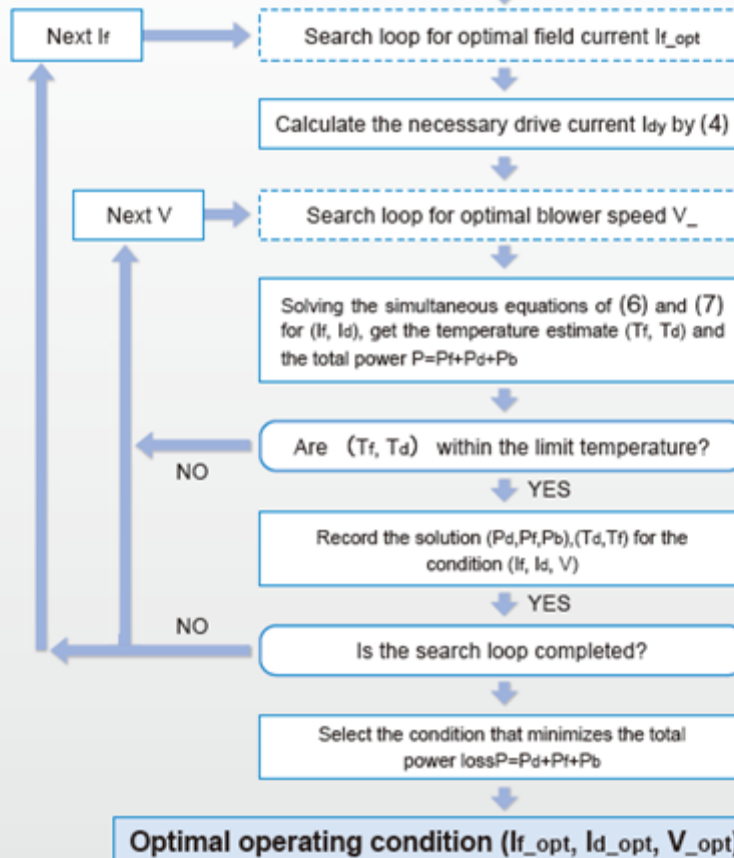 Next If
Search loop for optimal field current If_opt
Calculate the necessary drive current Idy by (4)
Next V
Search loop for optimal blower speed V_
Solving the simultaneous equations of (6) and (7)
for (If, Id), get the temperature estimate (Tf, Td) and
the total power P=Pf+Pd+Pb
Are (Tf, Td) within the limit temperature?
NO
YES
Record the solution (Pd,Pf,Pb),(Td,Tf) for the
condition (If, Id, V)
YES
NO
Is the search loop completed?
Select the condition that minimizes the total
power lossP=Pd+Pf+Pb
Optimal operating condition (If_opt, Id_opt, V_opt)